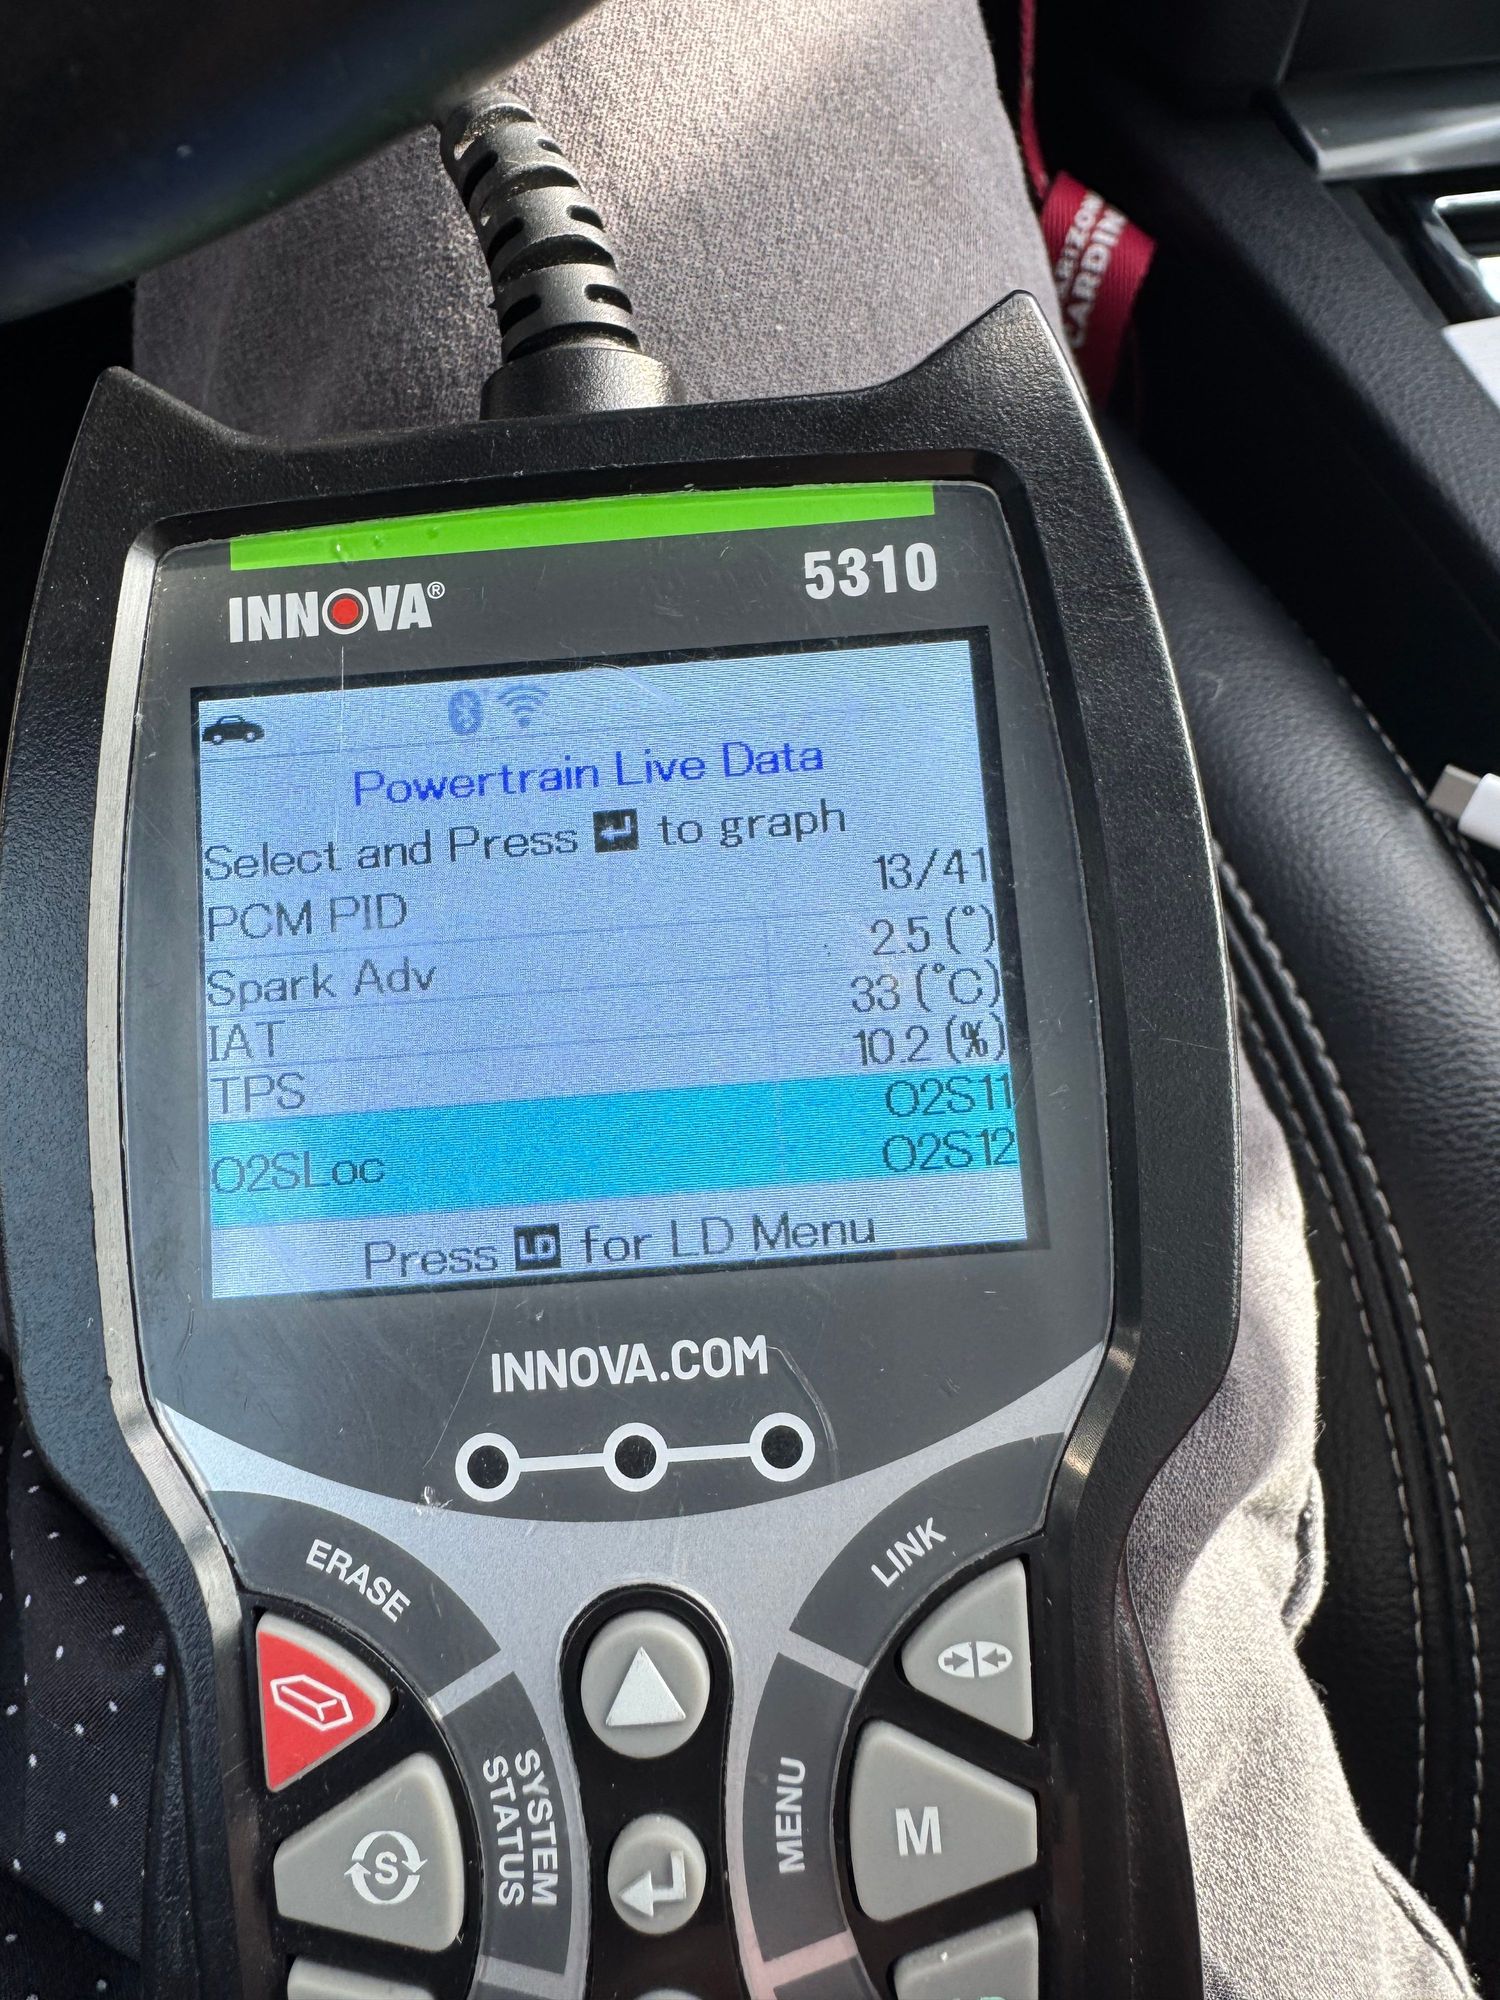 ARIZON
CARDIN
INNOVA®
5310
Powertrain Live Data
Select and Press to graph
PCM PID 13/41
Spark Adv 2.5 (°)
IAT 33 (°C)
TPS 10.2 (%)
O2S11
O2SLoc O2S12
Press LD for LD Menu
INNOVA.COM
ERASE
LINK
SYSTEM
STATUS
S
MENU
M